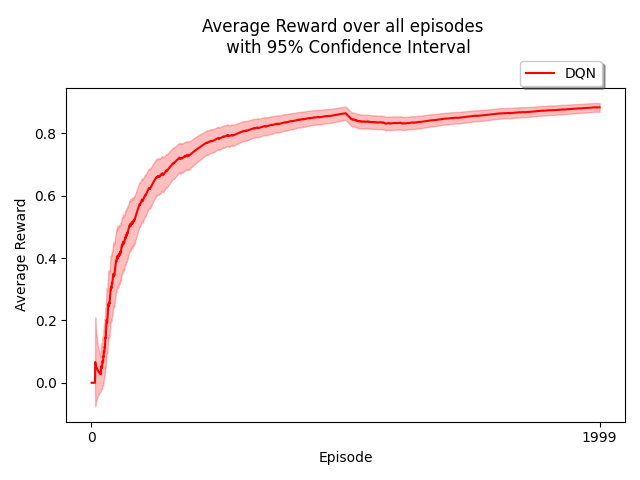 Average Reward over all episodes
with 95% Confidence Interval
DQN
0.8
0.6
0.4
0.2
0.0
Average Reward
0
1999
Episode